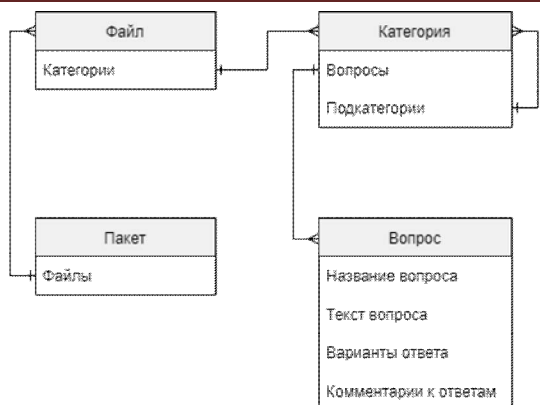 Файл
Категории
Категория
Вопросы
Подкатегории
Пакет
Файлы
Вопрос
Название вопроса
Текст вопроса
Варианты ответа
Комментарии к ответам